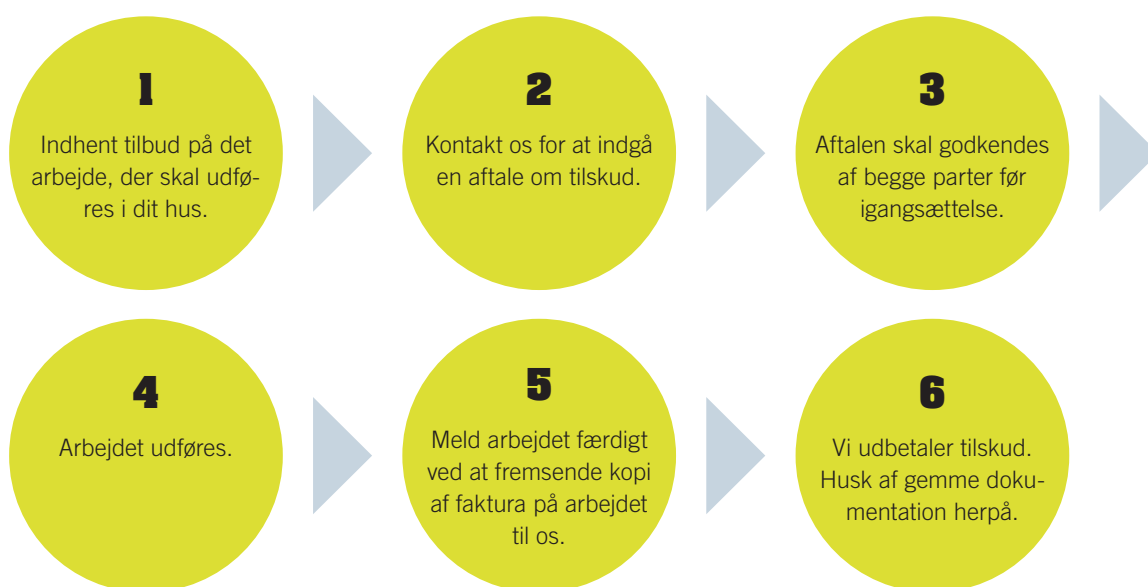 1
Indhent tilbud på det
arbejde, der skal udfø-
res i dit hus.
2
Kontakt os for at indgå
en aftale om tilskud.
3
Aftalen skal godkendes
af begge parter før
igangsættelse.
4
Arbejdet udføres.
5
Meld arbejdet færdigt
ved at fremsende kopi
af faktura på arbejdet
til os.
6
Vi udbetaler tilskud.
Husk af gemme doku-
mentation herpå.